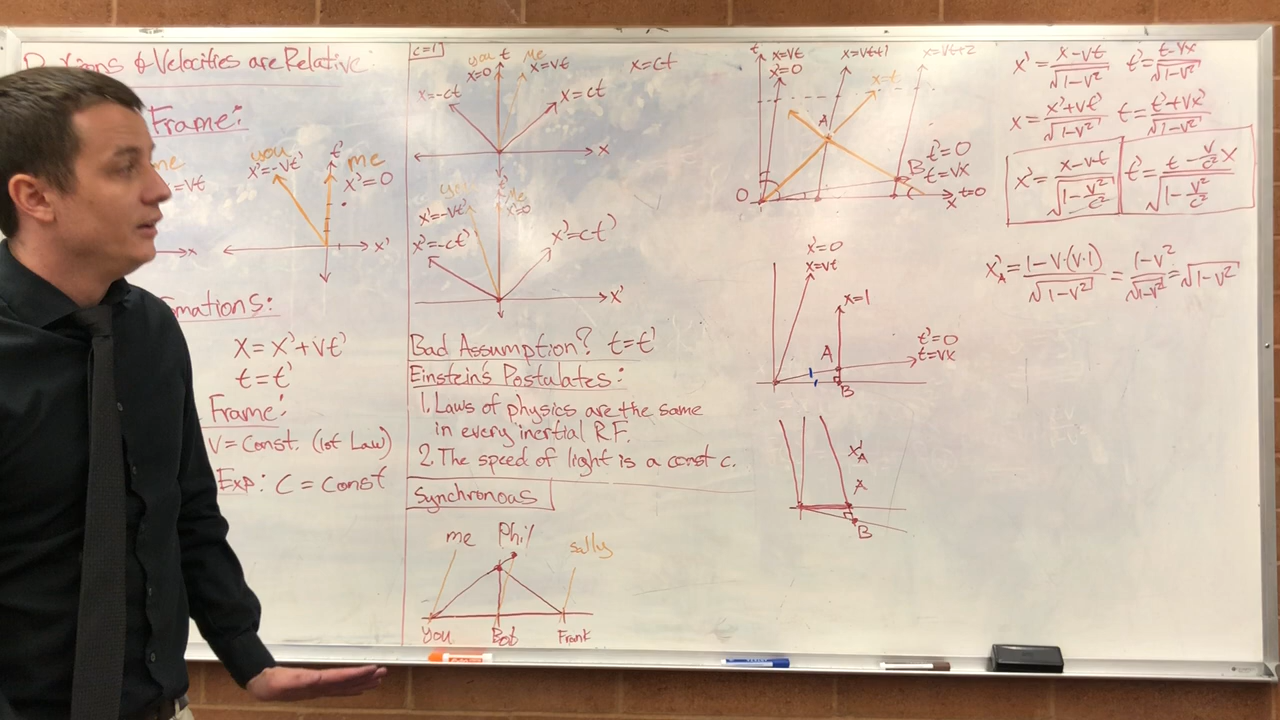 & Velocities are Relative:
Frame:
me
=vt
you
x'=-vt'
t'
me
x'=0
x
x'
mations:
x = x'+vt'
t=t'
Frame:
v = Const. (1st Law)
Exp: C = Const
c=1
you
t
me
x=0
x=vt
x=ct
x=-ct
x=ct
x
t'
me
x'=-vt'
x'=0
x'=-ct'
x'=ct'
x'
Bad Assumption? t=t'
Einstein's Postulates:
1. Laws of physics are the same
in every inertial R.F.
2. The speed of light is a const c.
Synchronous
me
Phil
sally
you
Bob
Frank
t
x=vt
x'=0
x=vt+1
x=vt+2
x=t
A
B
t'=0
t=vx
O
x
t=0
x'=0
x=vt
x=1
A
t'=0
t=vx
B
x'A
x
B
x' = x-vt/√1-v² t' = t-vx/√1-v²
x = x'+vt'/√1-v² t = t'+vx'/√1-v²
x' = x-vt/√1-v²/c² t' = t - v/c² x/√1-v²/c²
x'A = 1-v·(v·1)/√1-v² = 1-v²/√1-v² = √1-v²